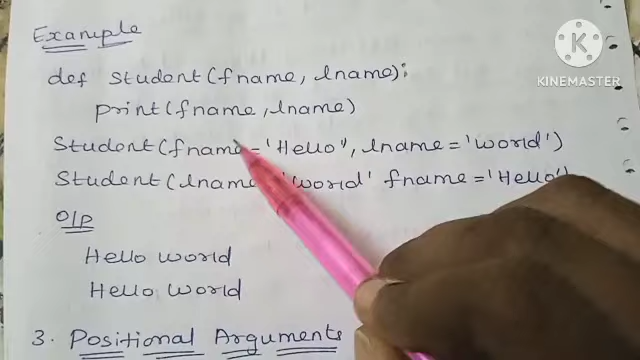 Example
def Student(fname, lname):
print(fname, lname)
Student(fname='Hello', lname='world')
Student(lname 'world' fname='Hello')
O/P
Hello world
Hello world
3. Positional Arguments
KINEMASTER